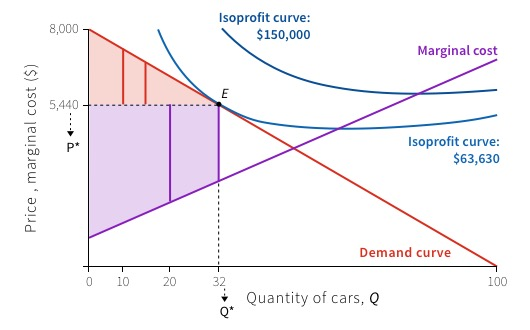 Isoprofit curve:
$150,000
8,000
Marginal cost
E
5,440
P*
Isoprofit curve:
$63,630
Price , marginal cost ($)
Demand curve
0
10
20
32
100
Quantity of cars, Q
Q*